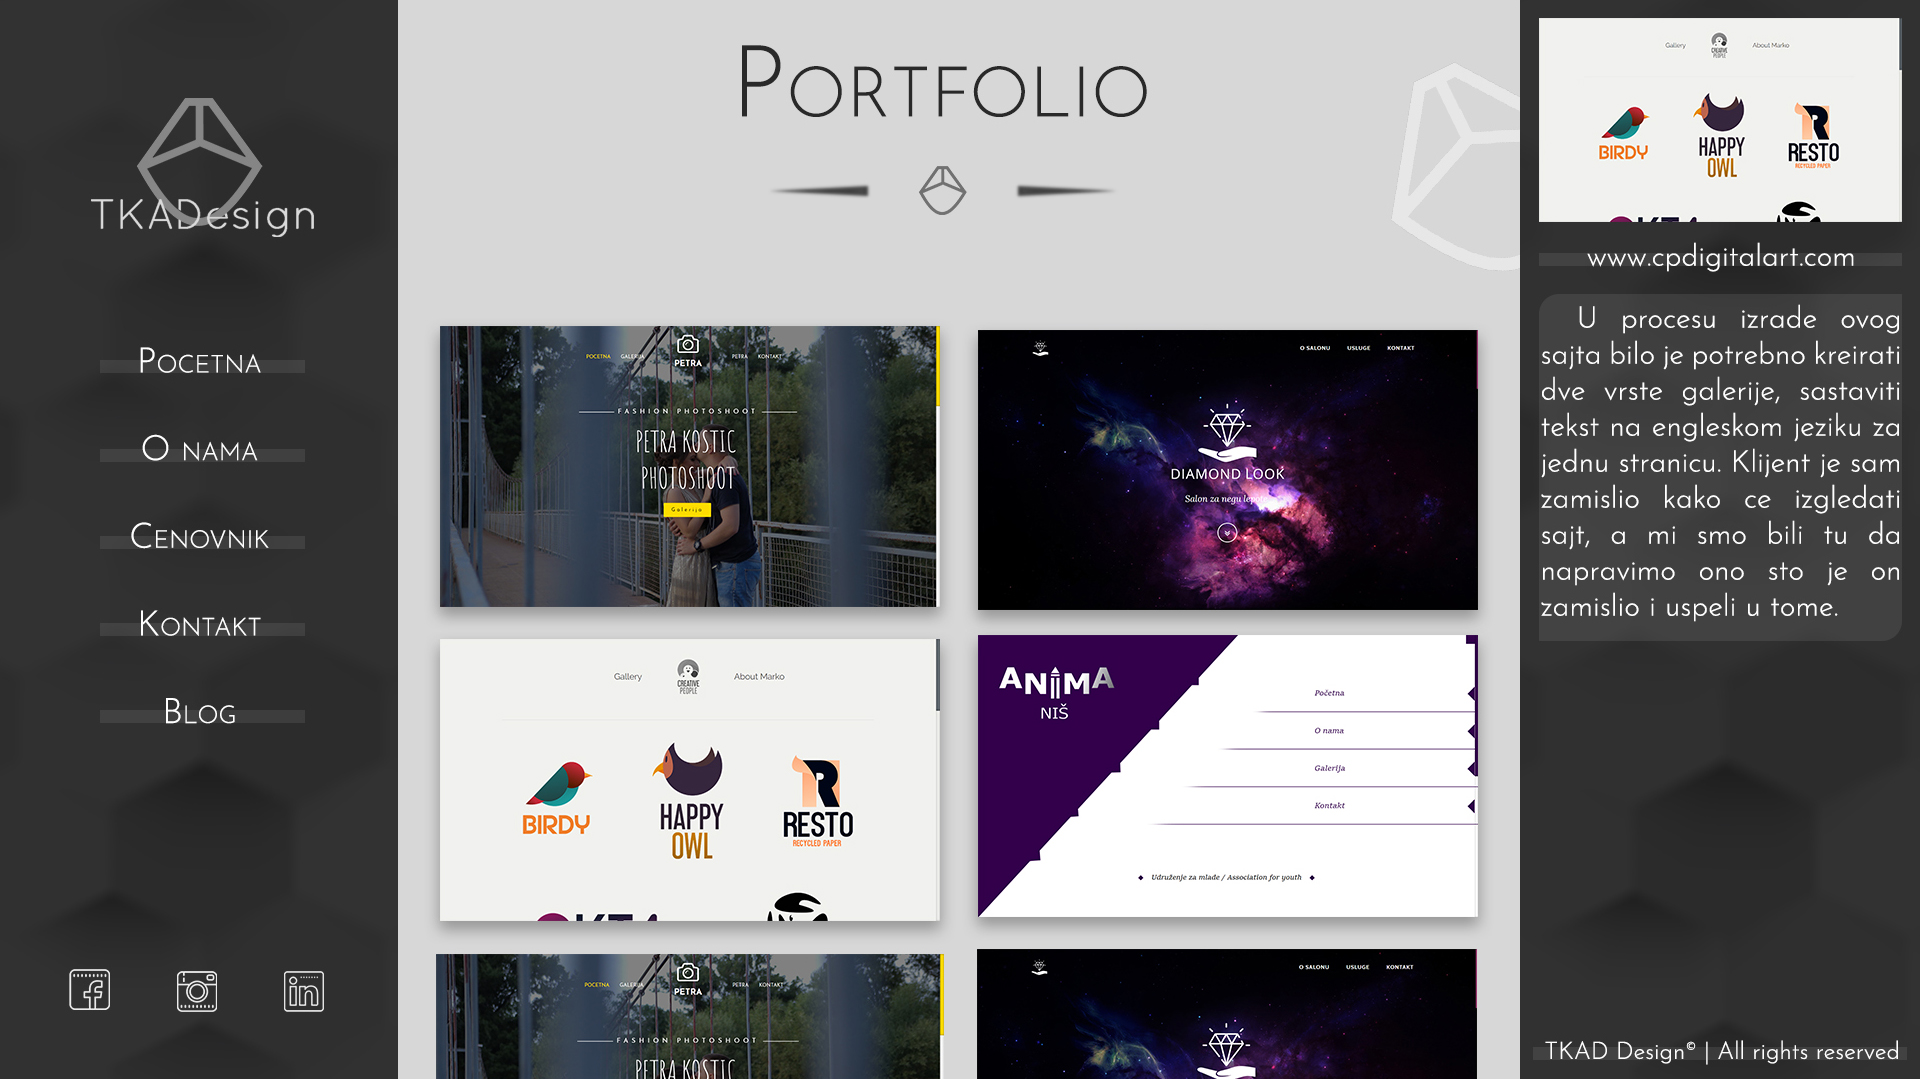 TKADesign
Pocetna
O nama
Cenovnik
Kontakt
Blog
Portfolio
POCETNA GALERIJA PETRA PETRA KONTAKT
FASHION PHOTOSHOOT
PETRA KOSTIC
PHOTOSHOOT
Galerija
O SALONU USLUGE KONTAKT
DIAMOND LOOK
Salon za negu lepote
Gallery CREATIVE PEOPLE About Marko
BIRDY
HAPPY
OWL
RESTO
RECYCLED PAPER
ANIMA
NIŠ
Početna
O nama
Galerija
Kontakt
Udruženje za mlade / Association for youth
POCETNA GALERIJA PETRA PETRA KONTAKT
FASHION PHOTOSHOOT
PETRA KOSTIC
O SALONU USLUGE KONTAKT
Gallery CREATIVE PEOPLE About Marko
BIRDY
HAPPY
OWL
RESTO
RECYCLED PAPER
www.cpdigitalart.com
U procesu izrade ovog
sajta bilo je potrebno kreirati
dve vrste galerije, sastaviti
tekst na engleskom jeziku za
jednu stranicu. Klijent je sam
zamislio kako ce izgledati
sajt, a mi smo bili tu da
napravimo ono sto je on
zamislio i uspeli u tome.
TKAD Design© | All rights reserved